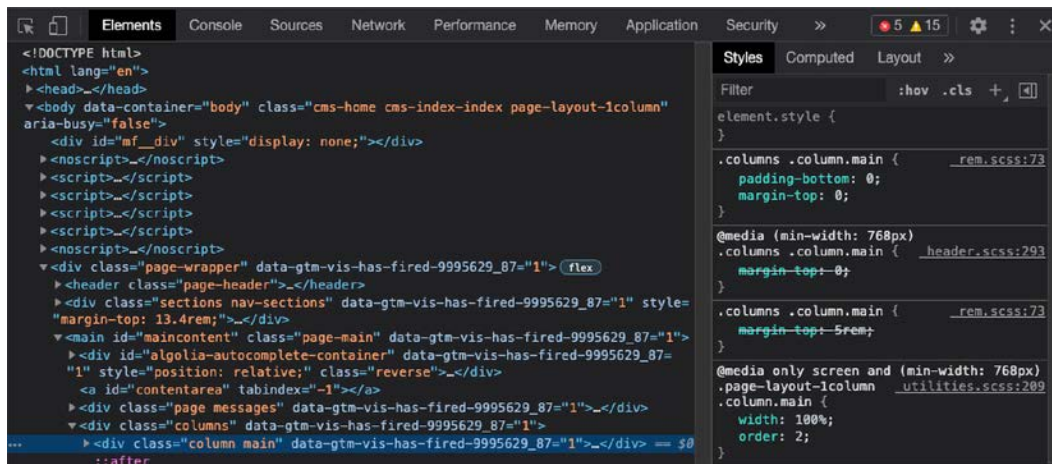 Elements Console Sources Network Performance Memory Application Security » 5 15
<!DOCTYPE html>
<html lang="en">
<head>…</head>
<body data-container="body" class="cms-home cms-index-index page-layout-1column"
aria-busy="false">
<div id="mf__div" style="display: none;"></div>
<noscript>…</noscript>
<script>…</script>
<script>…</script>
<script>…</script>
<script>…</script>
<noscript>…</noscript>
<div class="page-wrapper" data-gtm-vis-has-fired-9995629_87="1"> flex
<header class="page-header">…</header>
<div class="sections nav-sections" data-gtm-vis-has-fired-9995629_87="1" style=
"margin-top: 13.4rem;">…</div>
<main id="maincontent" class="page-main" data-gtm-vis-has-fired-9995629_87="1">
<div id="algolia-autocomplete-container" data-gtm-vis-has-fired-9995629_87=
"1" style="position: relative;" class="reverse">…</div>
<a id="contentarea" tabindex="-1"></a>
<div class="page messages" data-gtm-vis-has-fired-9995629_87="1">…</div>
<div class="columns" data-gtm-vis-has-fired-9995629_87="1">
… <div class="column main" data-gtm-vis-has-fired-9995629_87="1">…</div> == $0
::after
Styles Computed Layout »
Filter :hov .cls +
element.style {
}
.columns .column.main { _rem.scss:73
padding-bottom: 0;
margin-top: 0;
}
@media (min-width: 768px)
.columns .column.main { _header.scss:293
margin-top: 0;
}
.columns .column.main { _rem.scss:73
margin-top: 5rem;
}
@media only screen and (min-width: 768px)
.page-layout-1column _utilities.scss:209
.column.main {
width: 100%;
order: 2;
}